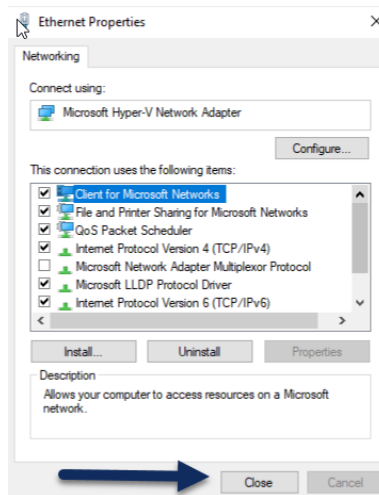 Ethernet Properties
Networking
Connect using:
Microsoft Hyper-V Network Adapter
Configure...
This connection uses the following items:
Client for Microsoft Networks
File and Printer Sharing for Microsoft Networks
QoS Packet Scheduler
Internet Protocol Version 4 (TCP/IPv4)
Microsoft Network Adapter Multiplexor Protocol
Microsoft LLDP Protocol Driver
Internet Protocol Version 6 (TCP/IPv6)
Install... Uninstall Properties
Description
Allows your computer to access resources on a Microsoft
network.
Close Cancel